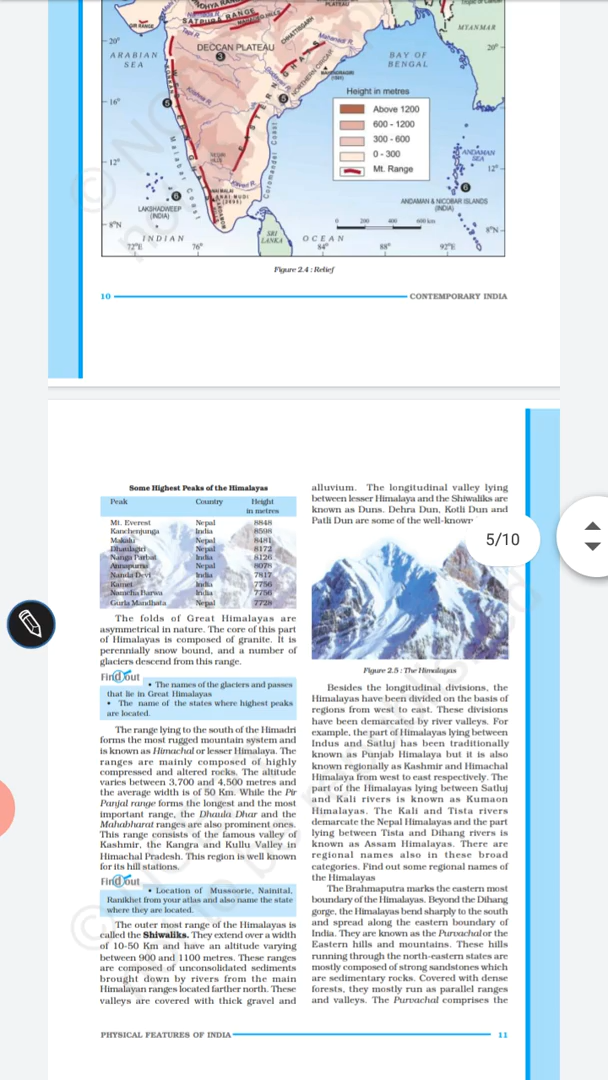 PLATEAU
SATPURA RANGE
GIR RANGE
CHHATTISGARH
Mahanadi R.
MYANMAR
20°
20°
DECCAN PLATEAU
3
ARABIAN
SEA
BAY OF
BENGAL
NORTHERN CIRCAR
Krishna R.
5
5
16°
Height in metres
Above 1200
600 - 1200
300 - 600
0 - 300
Mt. Range
Malabar Coast
Coromandel Coast
12°
12°
ANDAMAN
SEA
6
6
LAKSHADWEEP
(INDIA)
ANDAMAN & NICOBAR ISLANDS
(INDIA)
ANAI MUDI
8°N
8°N
SRI
LANKA
INDIAN OCEAN
0 200 400 600 km
72°E 76° 84° 88° 92°E
Figure 2.4 : Relief
10 CONTEMPORARY INDIA
Some Highest Peaks of the Himalayas
Peak Country Height
in metres
Mt. Everest Nepal 8848
Kanchenjunga India 8598
Makalu Nepal 8481
Dhaulagiri Nepal 8172
Nanga Parbat India 8126
Annapurna Nepal 8078
Nanda Devi India 7817
Kamet India 7756
Namcha Barwa India 7756
Gurla Mandhata Nepal 7728
The folds of Great Himalayas are
asymmetrical in nature. The core of this part
of Himalayas is composed of granite. It is
perennially snow bound, and a number of
glaciers descend from this range.
Find out
• The names of the glaciers and passes
that lie in Great Himalayas
• The name of the states where highest peaks
are located.
The range lying to the south of the Himadri
forms the most rugged mountain system and
is known as Himachal or lesser Himalaya. The
ranges are mainly composed of highly
compressed and altered rocks. The altitude
varies between 3,700 and 4,500 metres and
the average width is of 50 Km. While the Pir
Panjal range forms the longest and the most
important range, the Dhaula Dhar and the
Mahabharat ranges are also prominent ones.
This range consists of the famous valley of
Kashmir, the Kangra and Kullu Valley in
Himachal Pradesh. This region is well known
for its hill stations.
Find out
• Location of Mussoorie, Nainital,
Ranikhet from your atlas and also name the state
where they are located.
The outer most range of the Himalayas is
called the Shiwaliks. They extend over a width
of 10-50 Km and have an altitude varying
between 900 and 1100 metres. These ranges
are composed of unconsolidated sediments
brought down by rivers from the main
Himalayan ranges located farther north. These
valleys are covered with thick gravel and
alluvium. The longitudinal valley lying
between lesser Himalaya and the Shiwaliks are
known as Duns. Dehra Dun, Kotli Dun and
Patli Dun are some of the well-known
5/10
Figure 2.5 : The Himalayas
Besides the longitudinal divisions, the
Himalayas have been divided on the basis of
regions from west to east. These divisions
have been demarcated by river valleys. For
example, the part of Himalayas lying between
Indus and Satluj has been traditionally
known as Punjab Himalaya but it is also
known regionally as Kashmir and Himachal
Himalaya from west to east respectively. The
part of the Himalayas lying between Satluj
and Kali rivers is known as Kumaon
Himalayas. The Kali and Tista rivers
demarcate the Nepal Himalayas and the part
lying between Tista and Dihang rivers is
known as Assam Himalayas. There are
regional names also in these broad
categories. Find out some regional names of
the Himalayas
The Brahmaputra marks the eastern most
boundary of the Himalayas. Beyond the Dihang
gorge, the Himalayas bend sharply to the south
and spread along the eastern boundary of
India. They are known as the Purvachal or the
Eastern hills and mountains. These hills
running through the north-eastern states are
mostly composed of strong sandstones which
are sedimentary rocks. Covered with dense
forests, they mostly run as parallel ranges
and valleys. The Purvachal comprises the
PHYSICAL FEATURES OF INDIA 11